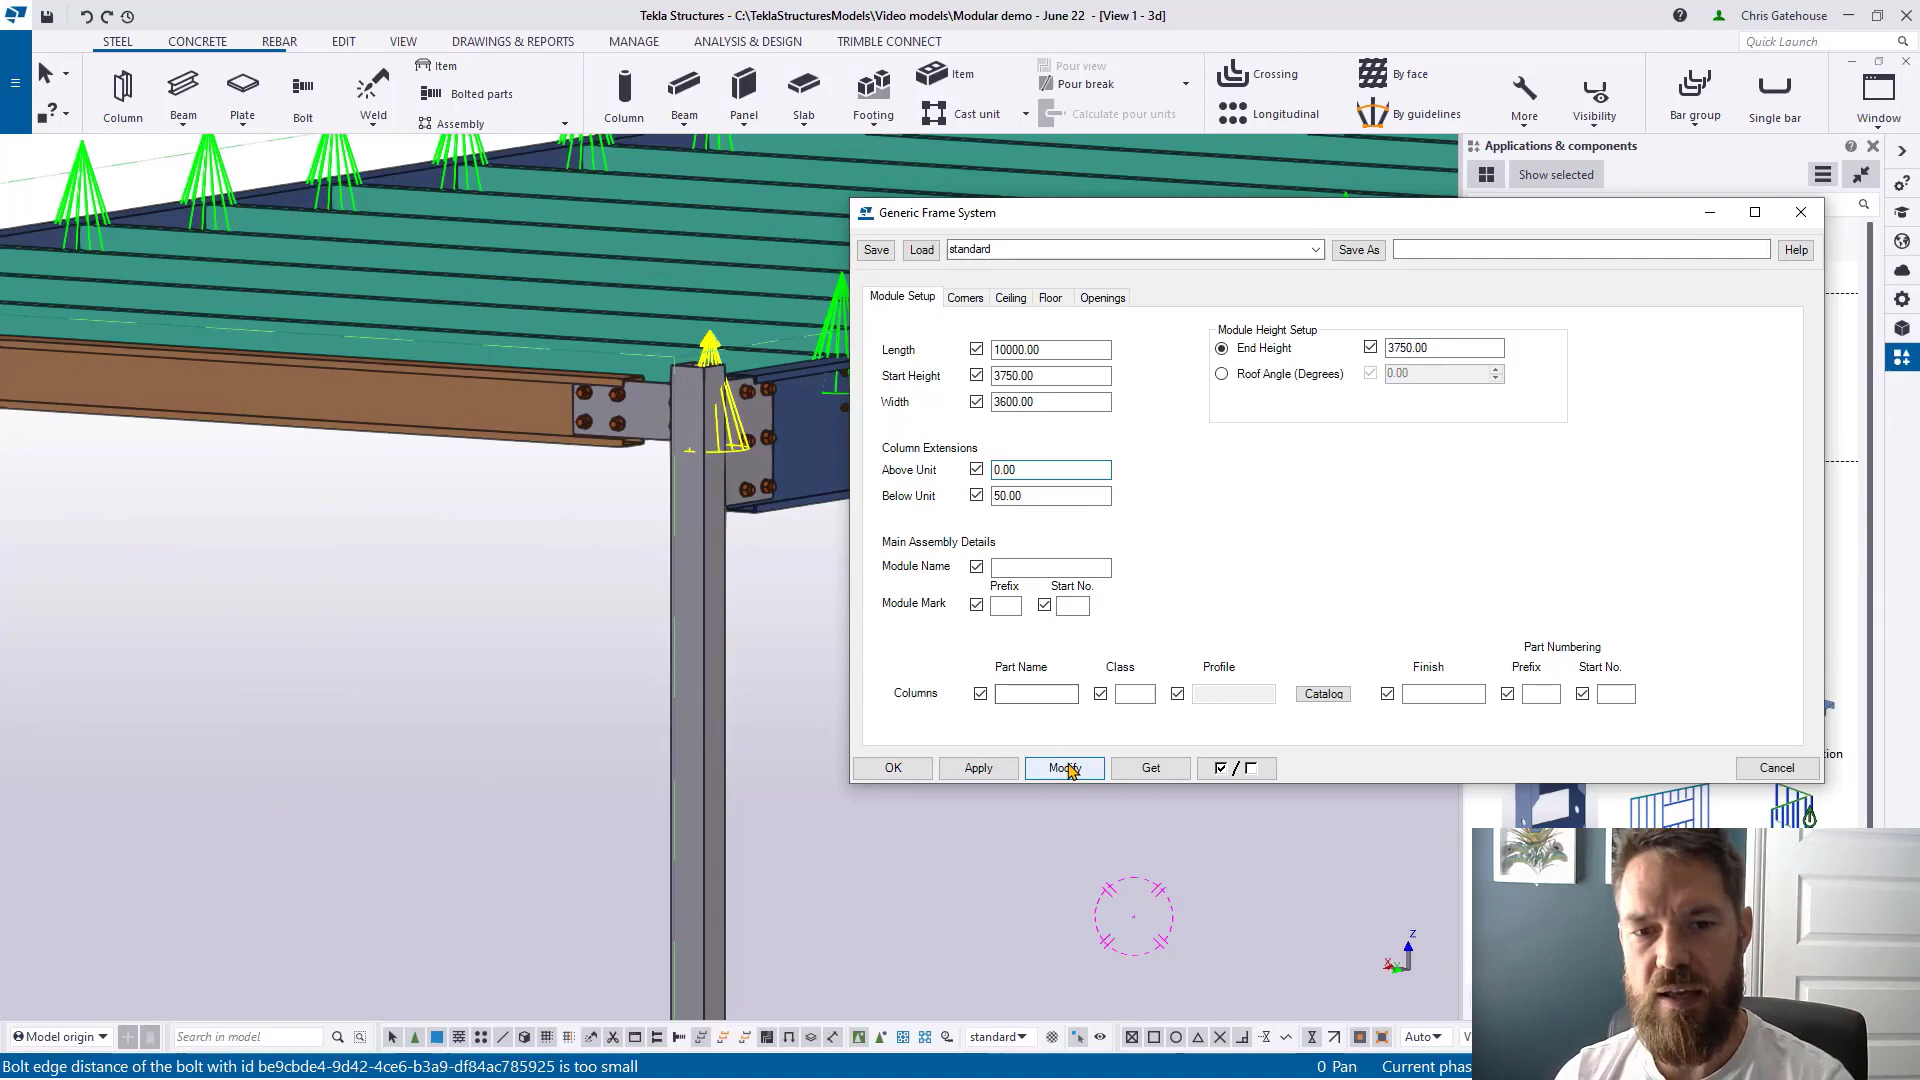 Tekla Structures - C:\TeklaStructuresModels\Video models\Modular demo - June 22 - [View 1 - 3d]
Chris Gatehouse
STEEL CONCRETE REBAR EDIT VIEW DRAWINGS & REPORTS MANAGE ANALYSIS & DESIGN TRIMBLE CONNECT
Quick Launch
Column Beam Plate Bolt Weld
Item
Bolted parts
Assembly
Column Beam Panel Slab Footing
Item
Cast unit
Pour view
Pour break
Calculate pour units
Crossing
Longitudinal
By face
By guidelines
More
Visibility
Bar group
Single bar
Window
Applications & components
Show selected
Generic Frame System
Save Load standard Save As Help
Module Setup Corners Ceiling Floor Openings
Length 10000.00
Start Height 3750.00
Width 3600.00
Module Height Setup
End Height 3750.00
Roof Angle (Degrees) 0.00
Column Extensions
Above Unit 0.00
Below Unit 50.00
Main Assembly Details
Module Name
Prefix Start No.
Module Mark
Part Numbering
Part Name Class Profile Finish Prefix Start No.
Columns Catalog
OK Apply Modify Get / Cancel
Z
X
Model origin
Search in model
standard
Auto
Bolt edge distance of the bolt with id be9cbde4-9d42-4ce6-b3a9-df84ac785925 is too small
0 Pan
Current phas